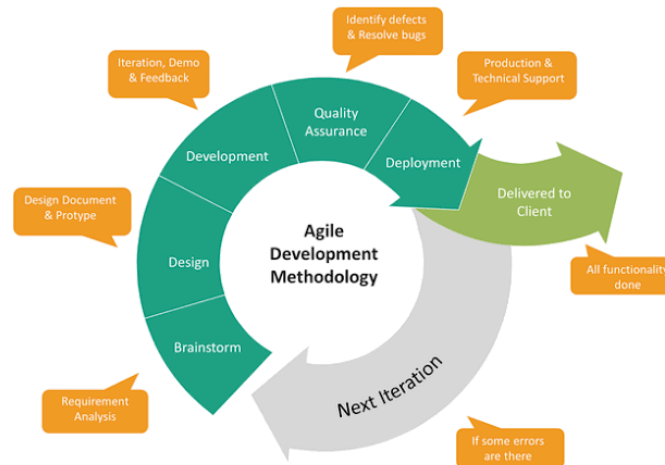 Identify defects
& Resolve bugs
Iteration, Demo
& Feedback
Production &
Technical Support
Quality
Assurance
Development
Deployment
Delivered to
Client
Design Document
& Protype
Agile
Development
Methodology
Design
All functionality
done
Brainstorm
Requirement
Analysis
Next Iteration
If some errors
are there